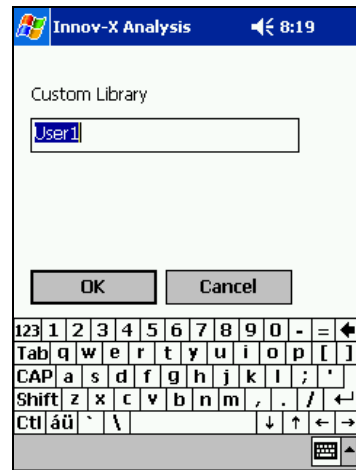 Innov-X Analysis 8:19
Custom Library
User1
OK Cancel
123 1 2 3 4 5 6 7 8 9 0 - =
Tab q w e r t y u i o p [ ]
CAP a s d f g h j k l ; '
Shift z x c v b n m , . /
Ctl áü ` \ ↓ ↑ ← →